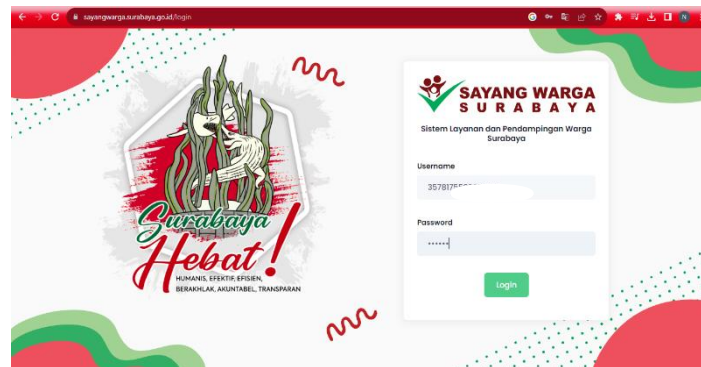 sayangwarga.surabaya.go.id/login
N
SAYANG WARGA
SURABAYA
Sistem Layanan dan Pendampingan Warga
Surabaya
Username
Password
••••••
Login
Surabaya
Hebat!
HUMANIS, EFEKTIF, EFISIEN,
BERAKHLAK, AKUNTABEL, TRANSPARAN